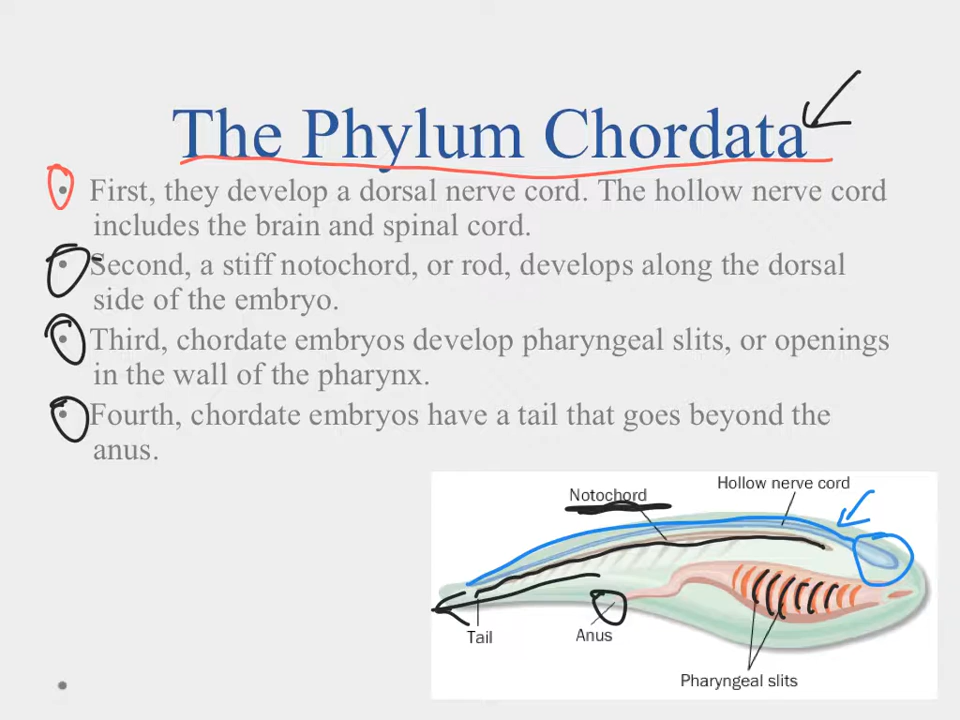 The Phylum Chordata
• First, they develop a dorsal nerve cord. The hollow nerve cord
includes the brain and spinal cord.
• Second, a stiff notochord, or rod, develops along the dorsal
side of the embryo.
• Third, chordate embryos develop pharyngeal slits, or openings
in the wall of the pharynx.
• Fourth, chordate embryos have a tail that goes beyond the
anus.
Hollow nerve cord
Notochord
Tail
Anus
Pharyngeal slits
•